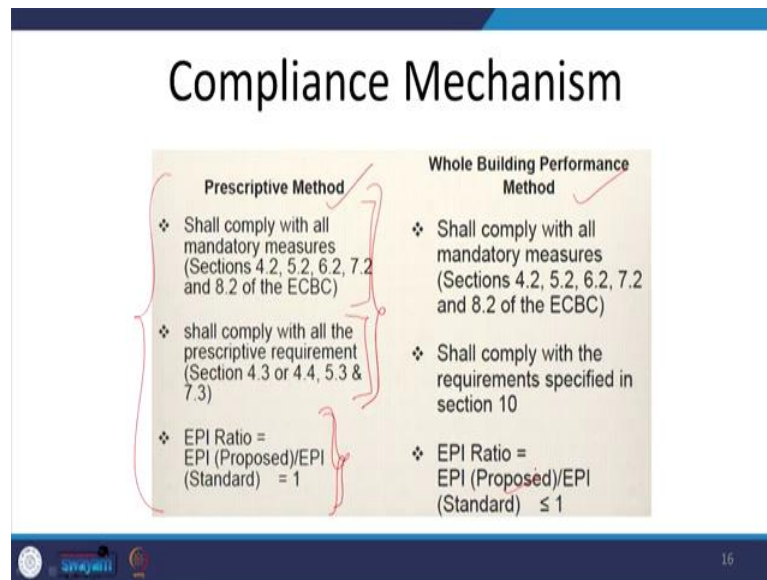 Compliance Mechanism
Prescriptive Method
❖ Shall comply with all
mandatory measures
(Sections 4.2, 5.2, 6.2, 7.2
and 8.2 of the ECBC)
❖ shall comply with all the
prescriptive requirement
(Section 4.3 or 4.4, 5.3 &
7.3)
❖ EPI Ratio =
EPI (Proposed)/EPI
(Standard) = 1
Whole Building Performance
Method
❖ Shall comply with all
mandatory measures
(Sections 4.2, 5.2, 6.2, 7.2
and 8.2 of the ECBC)
❖ Shall comply with the
requirements specified in
section 10
❖ EPI Ratio =
EPI (Proposed)/EPI
(Standard) ≤ 1
swayam
16